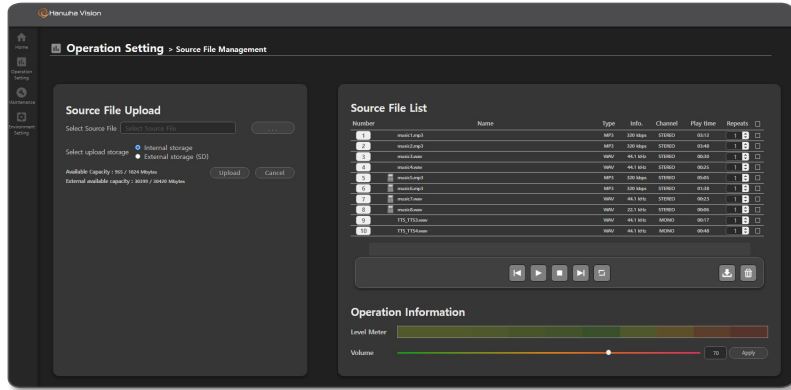 Hanwha Vision
Home
Operation Setting > Source File Management
Operation
Setting
Maintenance
Environment
Setting
Source File Upload
Select Source File Select Source File ...
Select upload storage Internal storage
External storage (SD)
Available Capacity : 965 / 1024 Mbytes
External available capacity : 30399 / 30420 Mbytes
Upload Cancel
Source File List
Number Name Type Info. Channel Play time Repeats
1 music1.mp3 MP3 320 kbps STEREO 03:12 1
2 music2.mp3 MP3 320 kbps STEREO 03:46 1
3 music3.wav WAV 44.1 kHz STEREO 00:30 1
4 music4.wav WAV 44.1 kHz STEREO 00:25 1
5 music5.mp3 MP3 320 kbps STEREO 05:05 1
6 music6.mp3 MP3 320 kbps STEREO 01:38 1
7 music7.wav WAV 44.1 kHz STEREO 00:23 1
8 music8.wav WAV 22.1 kHz STEREO 00:06 1
9 TTS_TTS3.wav WAV 44.1 kHz MONO 00:17 1
10 TTS_TTS4.wav WAV 44.1 kHz MONO 00:48 1
Operation Information
Level Meter
Volume 70 Apply